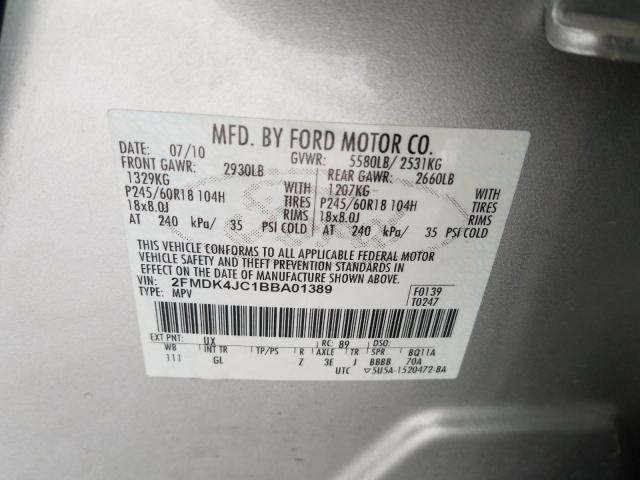 MFD. BY FORD MOTOR CO.
DATE: 07/10 GVWR: 5580LB/ 2531KG
FRONT GAWR: 2930LB REAR GAWR: 2660LB
1329KG WITH 1207KG WITH
P245/60R18 104H TIRES P245/60R18 104H TIRES
18x8.0J RIMS 18x8.0J RIMS
AT 240 kPa/ 35 PSI COLD AT 240 kPa/ 35 PSI COLD
THIS VEHICLE CONFORMS TO ALL APPLICABLE FEDERAL MOTOR
VEHICLE SAFETY AND THEFT PREVENTION STANDARDS IN
EFFECT ON THE DATE OF MANUFACTURE SHOWN ABOVE.
VIN: 2FMDK4JC1BBA01389 F0139
TYPE: MPV T0247
EXT PNT: UX RC: 89 DSO:
WB INT TR TP/PS R AXLE TR SPR BQ11A
111 GL Z 3E J BBBB 70A
UTC ▽5U5A-1520472-BA
Ford